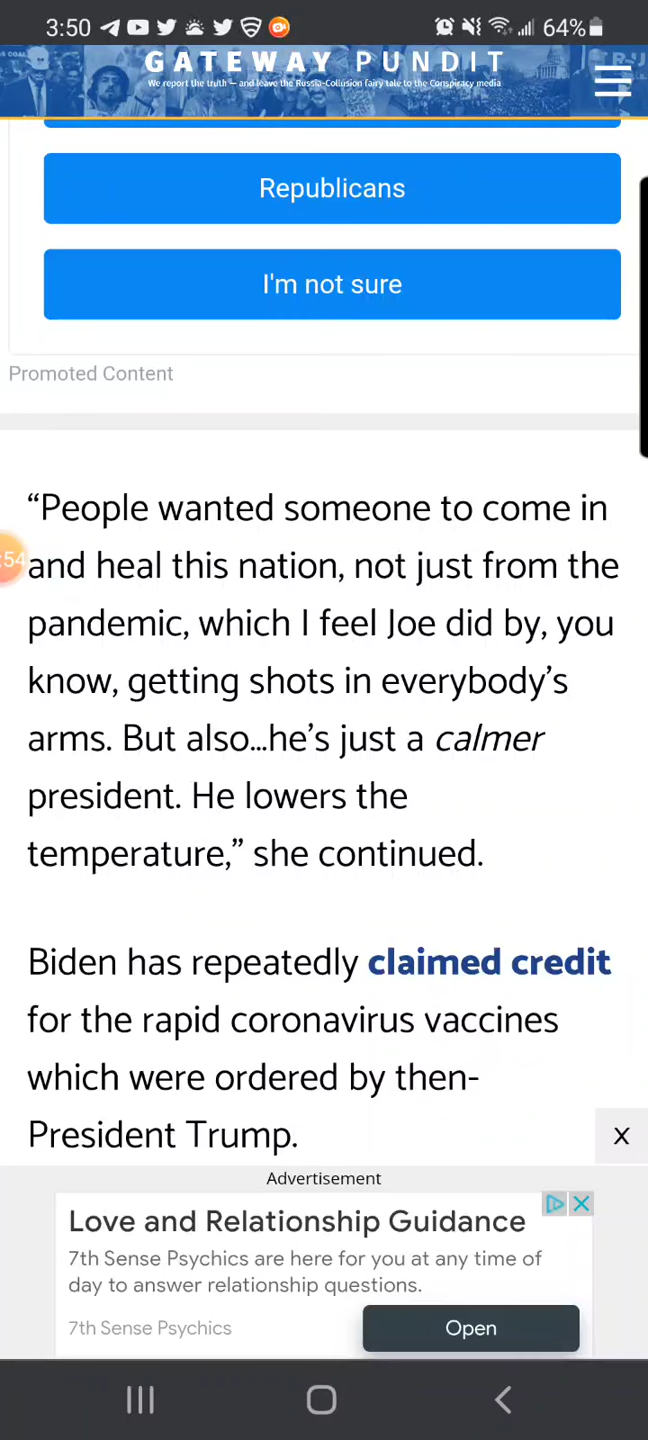 3:50 64%
GATEWAY PUNDIT
We report the truth — and leave the Russia-Collusion fairy tale to the Conspiracy media
Republicans
I'm not sure
Promoted Content
“People wanted someone to come in
:54
and heal this nation, not just from the
pandemic, which I feel Joe did by, you
know, getting shots in everybody’s
arms. But also...he’s just a calmer
president. He lowers the
temperature,” she continued.
Biden has repeatedly claimed credit
for the rapid coronavirus vaccines
which were ordered by then-
President Trump.
X
Advertisement
Love and Relationship Guidance
7th Sense Psychics are here for you at any time of
day to answer relationship questions.
7th Sense Psychics
Open